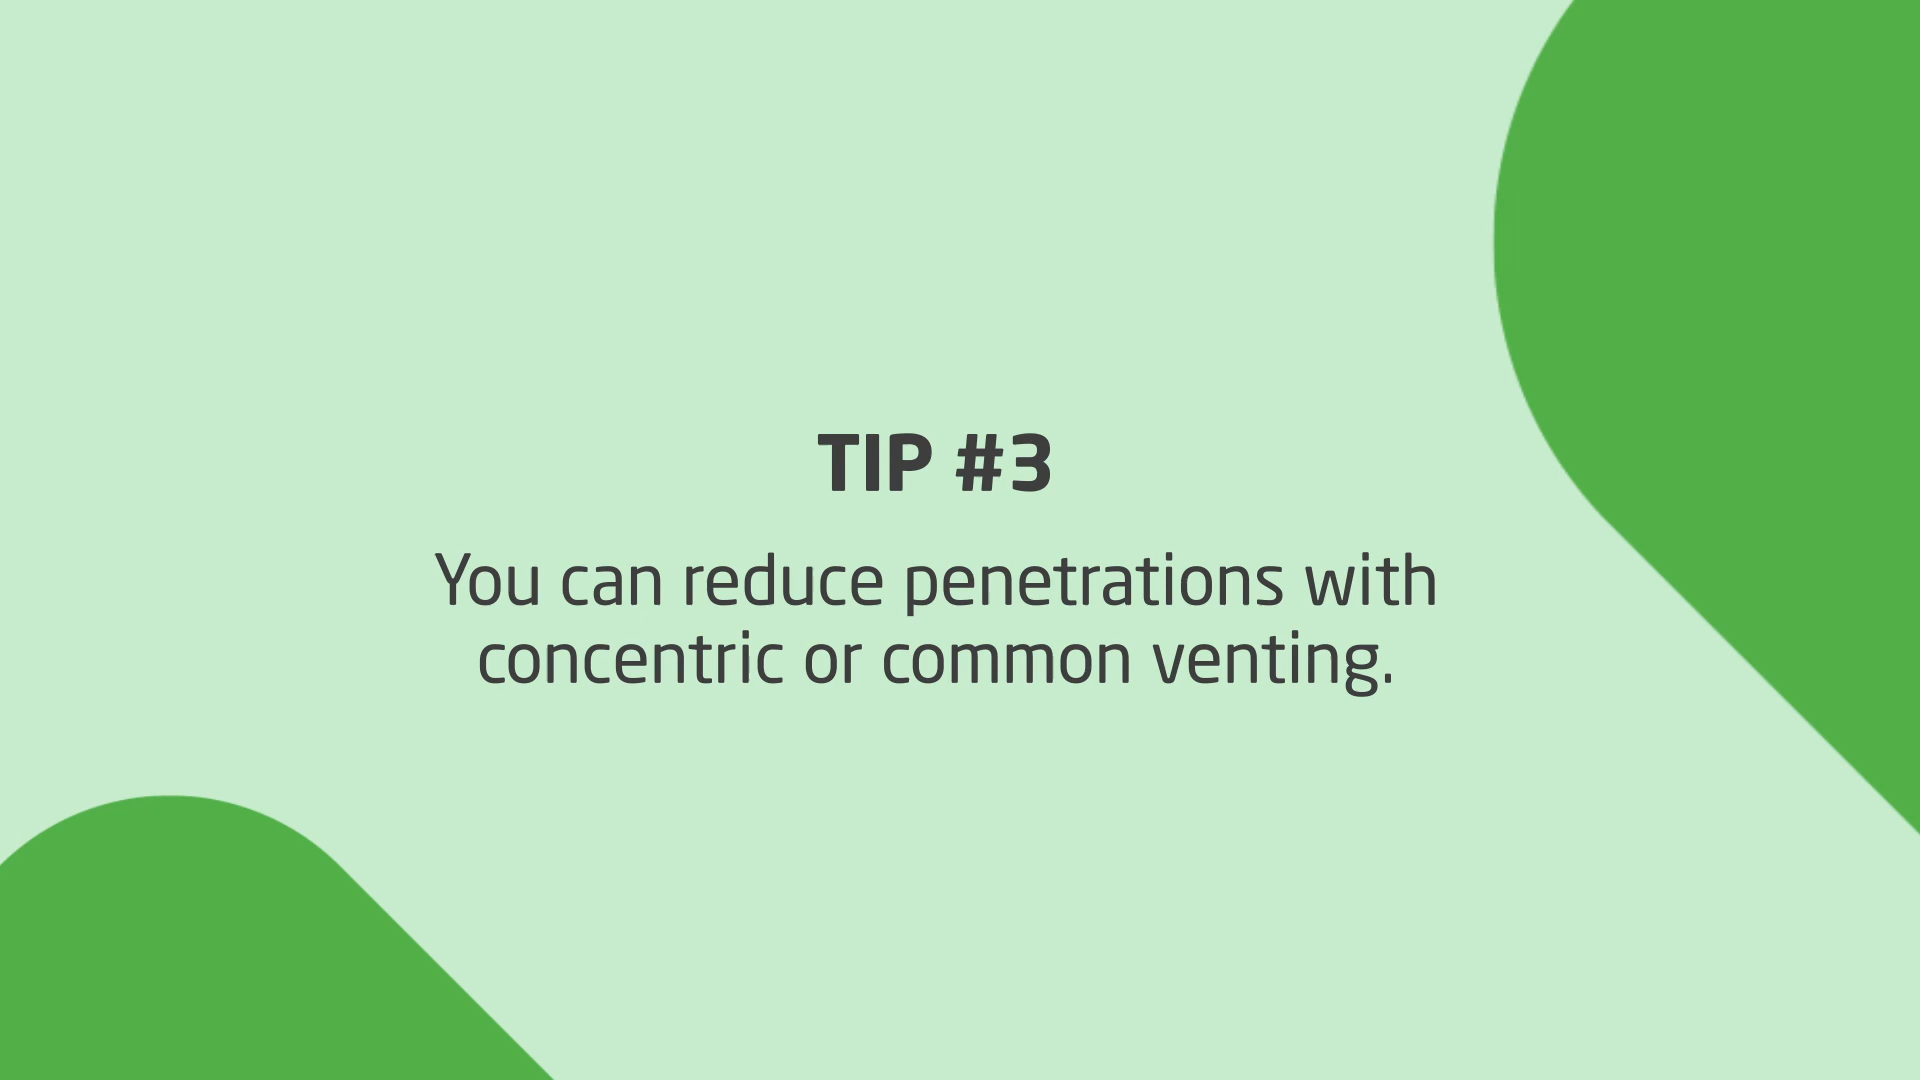 TIP #3
You can reduce penetrations with
concentric or common venting.